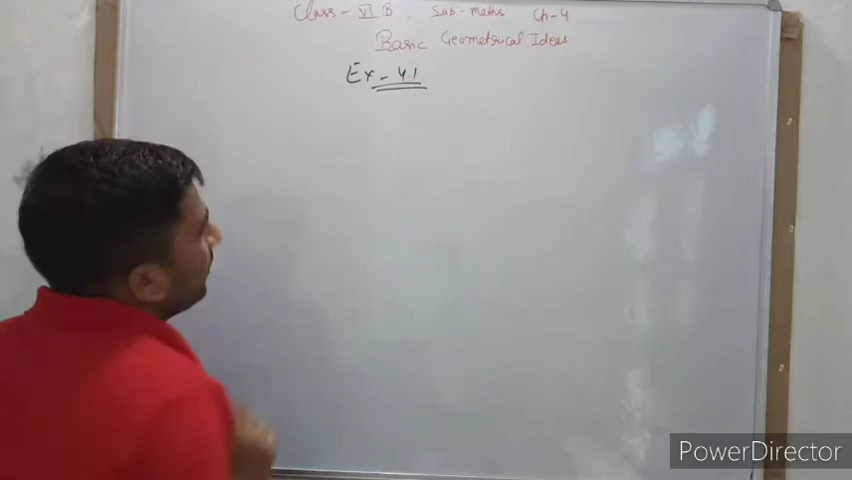 Class - VI B, Sub - Maths Ch-4
Basic Geometrical Ideas
Ex - 4.1
PowerDirector